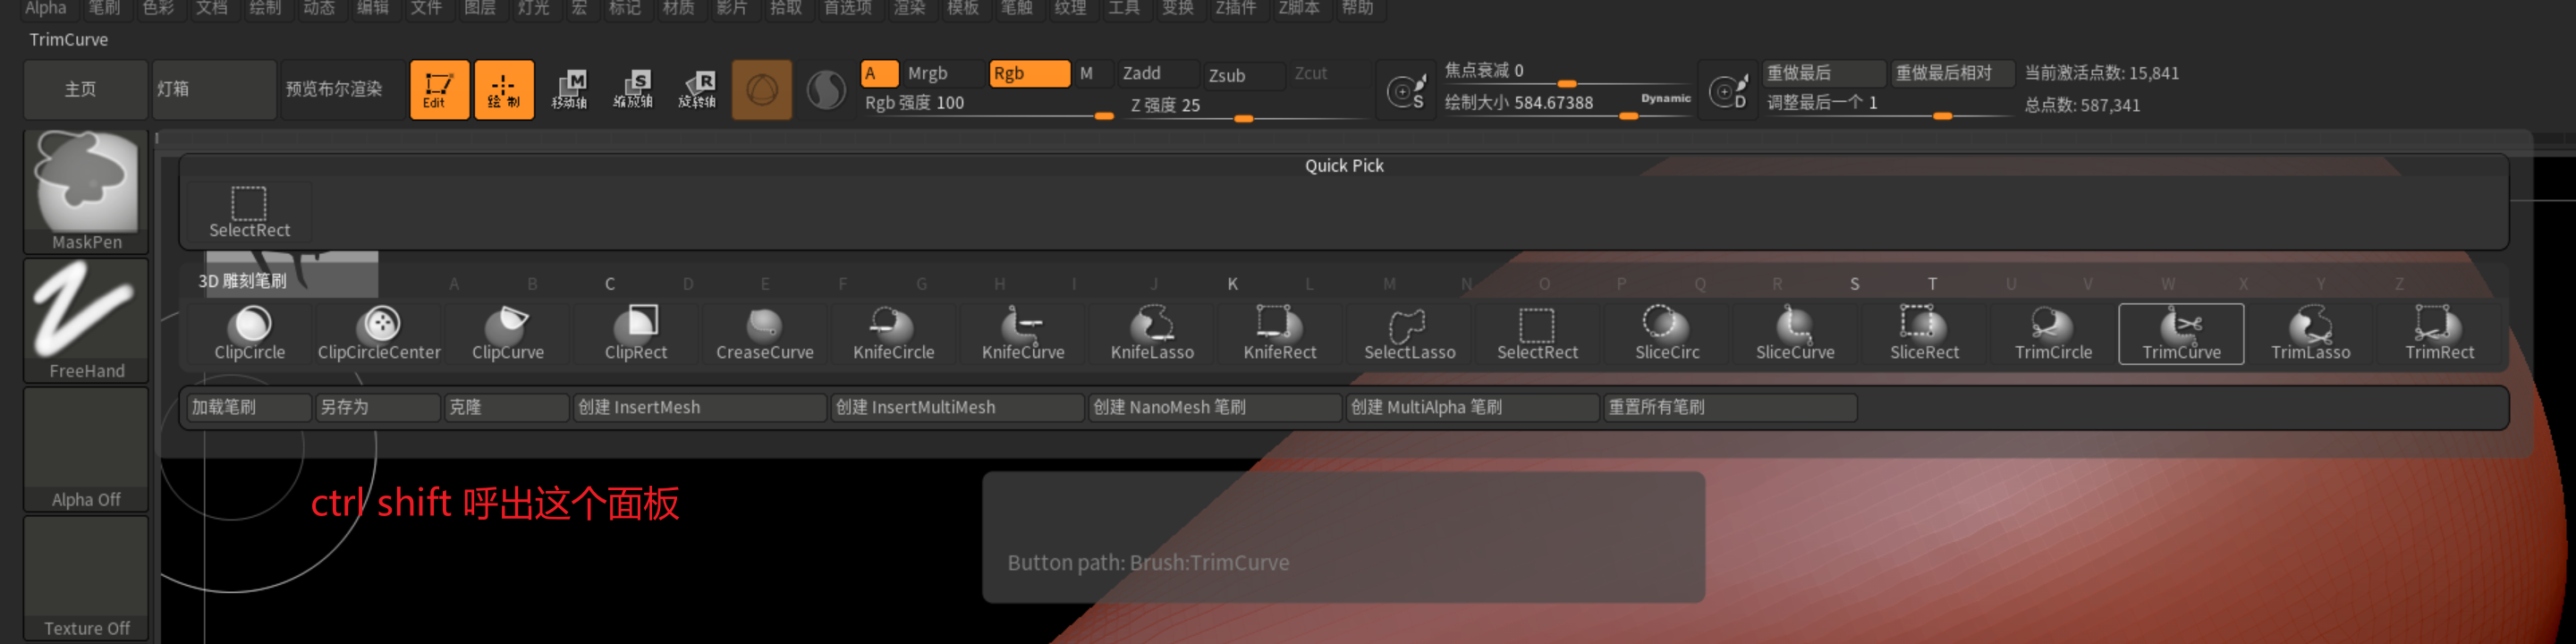 Alpha 笔刷 色彩 文档 绘制 动态 编辑 文件 图层 灯光 宏 标记 材质 影片 拾取 首选项 渲染 模板 笔触 纹理 工具 变换 Z插件 Z脚本 帮助
TrimCurve
主页 灯箱 预览布尔渲染 Edit 绘制 M 移动轴 S 缩放轴 R 旋转轴 A Mrgb Rgb M Zadd Zsub Zcut
Rgb 强度 100 Z 强度 25
S 焦点衰减 0
绘制大小 584.67388 Dynamic
D 重做最后 重做最后相对
调整最后一个 1
当前激活点数: 15,841
总点数: 587,341
MaskPen
FreeHand
Alpha Off
Texture Off
Quick Pick
SelectRect
3D 雕刻笔刷 A B C D E F G H I J K L M N O P Q R S T U V W X Y Z
ClipCircle ClipCircleCenter ClipCurve ClipRect CreaseCurve KnifeCircle KnifeCurve KnifeLasso KnifeRect SelectLasso SelectRect SliceCirc SliceCurve SliceRect TrimCircle TrimCurve TrimLasso TrimRect
加载笔刷 另存为 克隆 创建 InsertMesh 创建 InsertMultiMesh 创建 NanoMesh 笔刷 创建 MultiAlpha 笔刷 重置所有笔刷
ctrl shift 呼出这个面板
Button path: Brush:TrimCurve